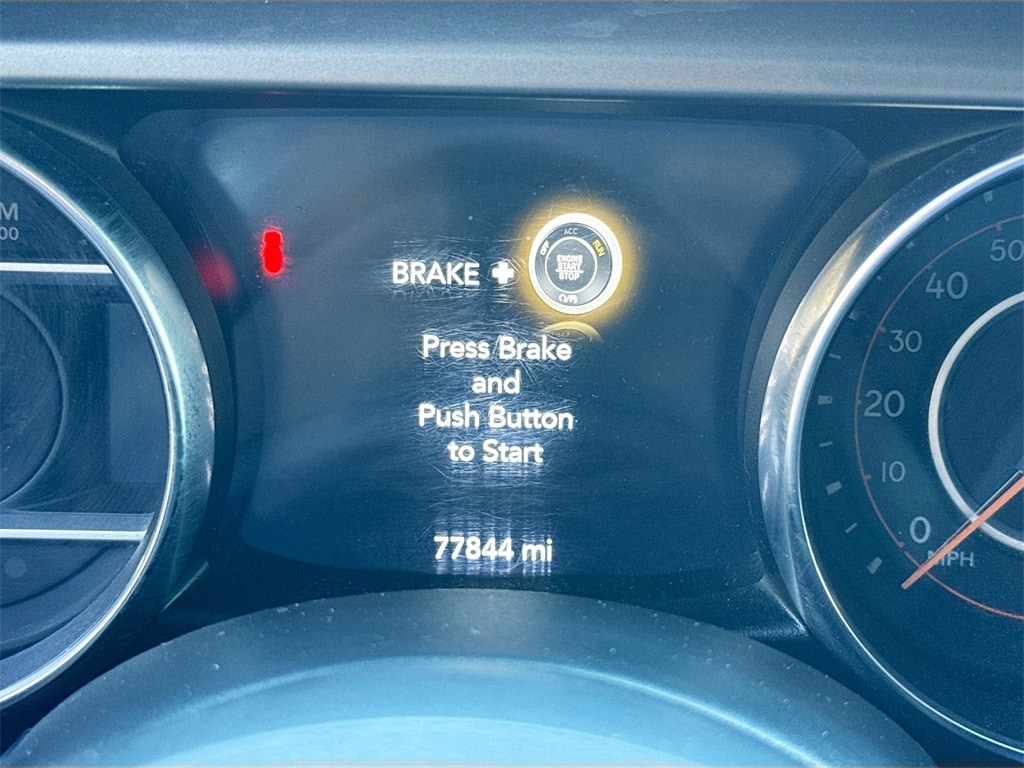 M
00
BRAKE +
OFF ACC RUN
ENGINE
START
STOP
Press Brake
and
Push Button
to Start
77844 mi
50
40
30
20
10
0
MPH